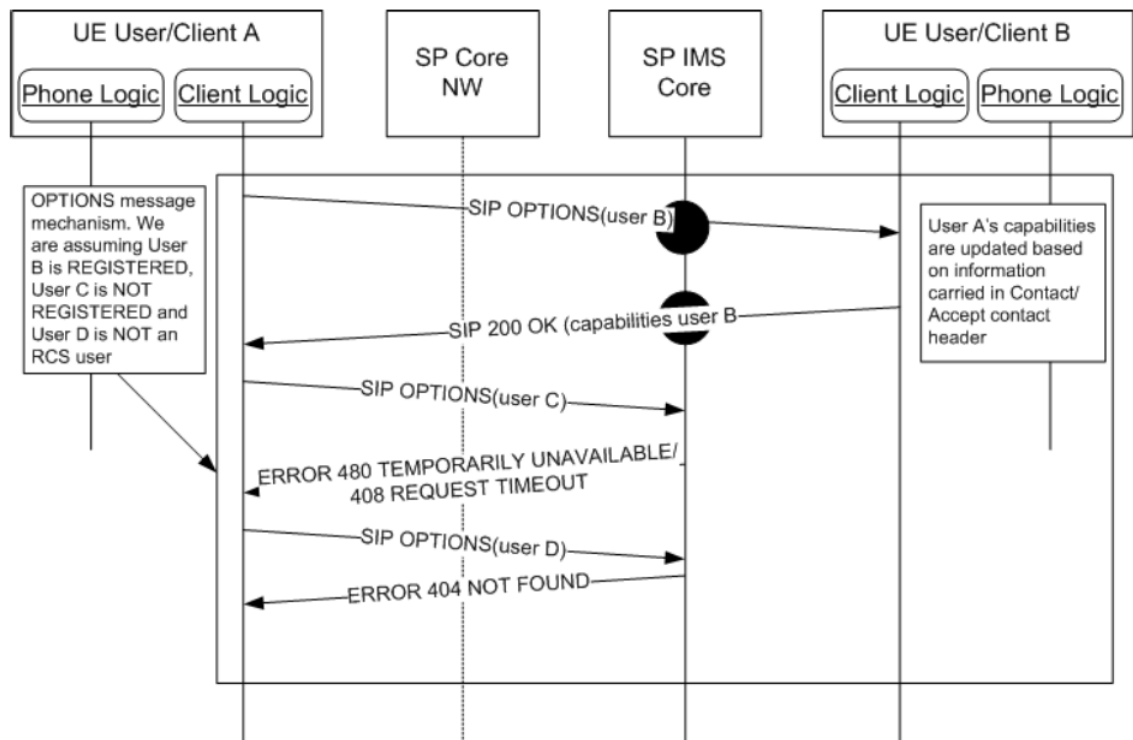 UE User/Client A
Phone Logic
Client Logic
SP Core
NW
SP IMS
Core
UE User/Client B
Client Logic
Phone Logic
OPTIONS message
mechanism. We
are assuming User
B is REGISTERED,
User C is NOT
REGISTERED and
User D is NOT an
RCS user
SIP OPTIONS(user B)
User A's capabilities
are updated based
on information
carried in Contact/
Accept contact
header
SIP 200 OK (capabilities user B
SIP OPTIONS(user C)
ERROR 480 TEMPORARILY UNAVAILABLE/
408 REQUEST TIMEOUT
SIP OPTIONS(user D)
ERROR 404 NOT FOUND